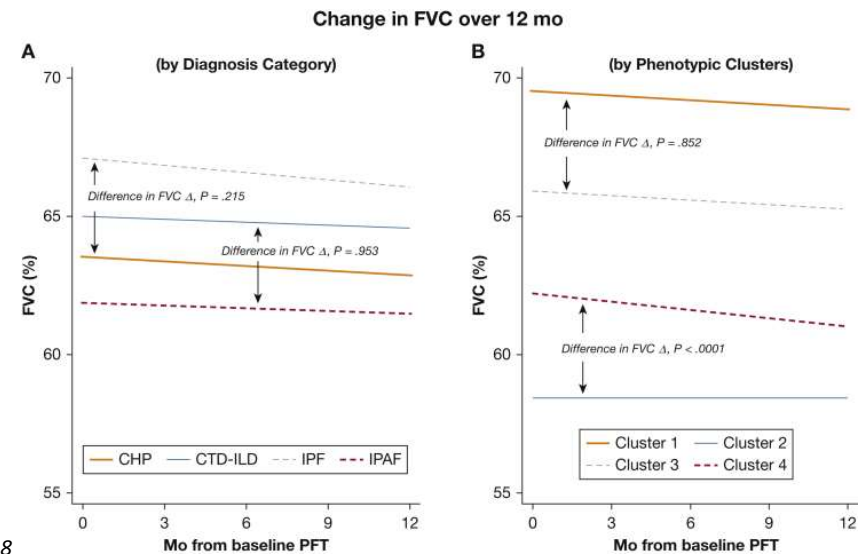 Change in FVC over 12 mo
A
(by Diagnosis Category)
70
65
60
55
FVC (%)
Difference in FVC Δ, P = .215
Difference in FVC Δ, P = .953
CHP CTD-ILD IPF IPAF
0 3 6 9 12
Mo from baseline PFT
B
(by Phenotypic Clusters)
70
65
60
55
FVC (%)
Difference in FVC Δ, P = .852
Difference in FVC Δ, P < .0001
Cluster 1 Cluster 2
Cluster 3 Cluster 4
0 3 6 9 12
Mo from baseline PFT
8